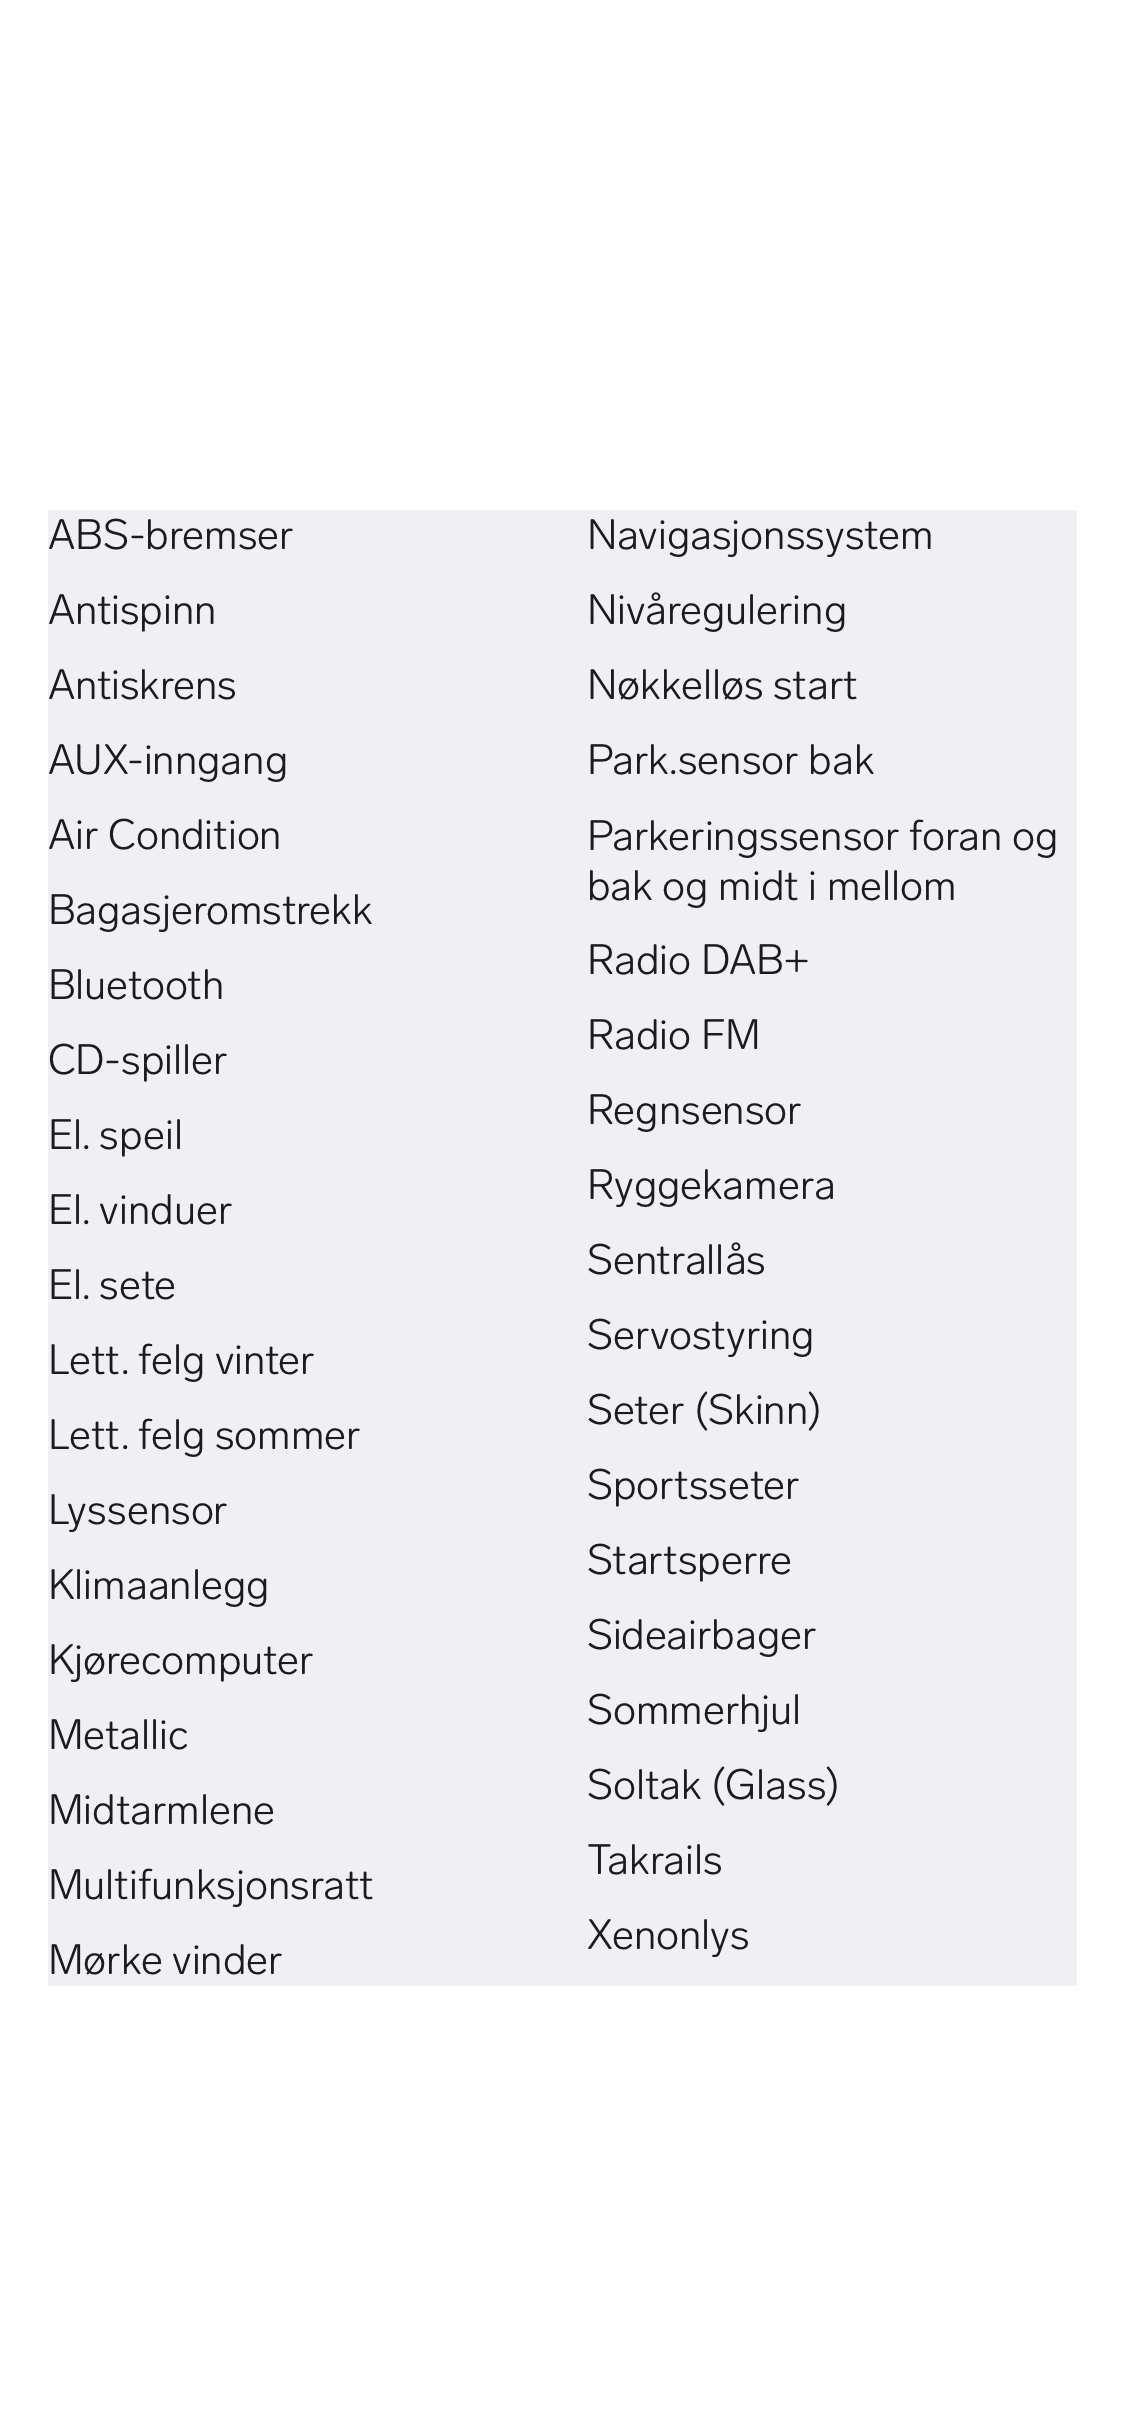 ABS-bremser
Antispinn
Antiskrens
AUX-inngang
Air Condition
Bagasjeromstrekk
Bluetooth
CD-spiller
El. speil
El. vinduer
El. sete
Lett. felg vinter
Lett. felg sommer
Lyssensor
Klimaanlegg
Kjørecomputer
Metallic
Midtarmlene
Multifunksjonsratt
Mørke vinder
Navigasjonssystem
Nivåregulering
Nøkkelløs start
Park.sensor bak
Parkeringssensor foran og
bak og midt i mellom
Radio DAB+
Radio FM
Regnsensor
Ryggekamera
Sentrallås
Servostyring
Seter (Skinn)
Sportsseter
Startsperre
Sideairbager
Sommerhjul
Soltak (Glass)
Takrails
Xenonlys